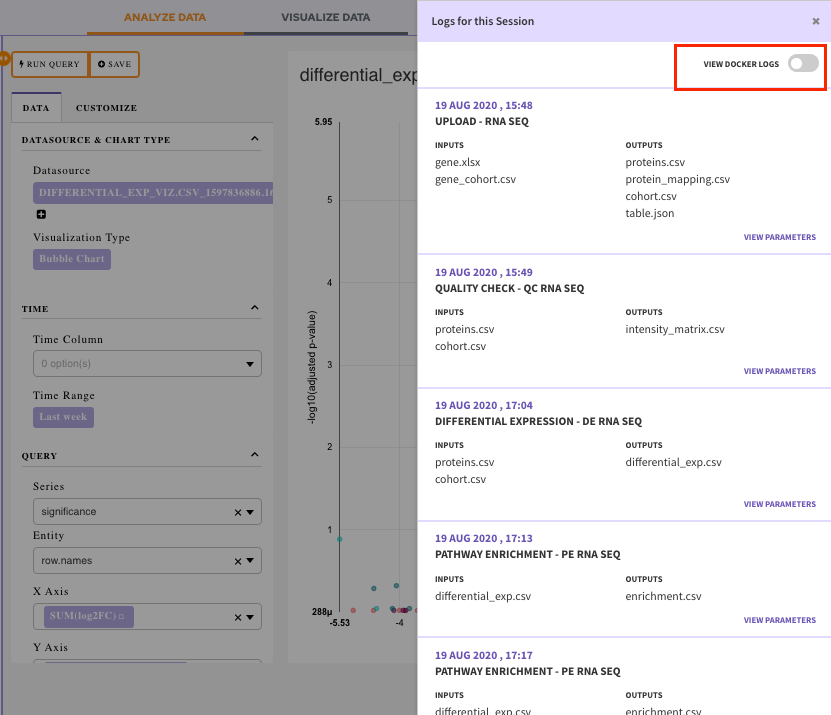 ANALYZE DATA
VISUALIZE DATA
RUN QUERY
SAVE
DATA
CUSTOMIZE
DATASOURCE & CHART TYPE
Datasource
DIFFERENTIAL_EXP_VIZ.CSV_1597836886.
Visualization Type
Bubble Chart
TIME
Time Column
0 option(s)
Time Range
Last week
QUERY
Series
significance
Entity
row.names
X Axis
SUM(log2FC)
Y Axis
differential_exp
5.95
5
4
3
2
1
288µ
-5.53
-4
-log10(adjusted p-value)
Logs for this Session
×
VIEW DOCKER LOGS
19 AUG 2020 , 15:48
UPLOAD - RNA SEQ
INPUTS
gene.xlsx
gene_cohort.csv
OUTPUTS
proteins.csv
protein_mapping.csv
cohort.csv
table.json
VIEW PARAMETERS
19 AUG 2020 , 15:49
QUALITY CHECK - QC RNA SEQ
INPUTS
proteins.csv
cohort.csv
OUTPUTS
intensity_matrix.csv
VIEW PARAMETERS
19 AUG 2020 , 17:04
DIFFERENTIAL EXPRESSION - DE RNA SEQ
INPUTS
proteins.csv
cohort.csv
OUTPUTS
differential_exp.csv
VIEW PARAMETERS
19 AUG 2020 , 17:13
PATHWAY ENRICHMENT - PE RNA SEQ
INPUTS
differential_exp.csv
OUTPUTS
enrichment.csv
VIEW PARAMETERS
19 AUG 2020 , 17:17
PATHWAY ENRICHMENT - PE RNA SEQ
INPUTS
differential_exp.csv
OUTPUTS
enrichment.csv